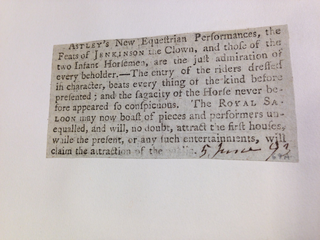 ASTLEY's New Equestrian Performances, the
Feats of JENKINSON the Clown, and thoſe of the
two Infant Horſemen, are the juſt admiration of
every beholder.—The entry of the riders dreſſed
in character, beats every thing of the kind before
preſented; and the ſagacity of the Horſe never be-
fore appeared ſo conſpicuous. The ROYAL SA-
LOON may now boaſt of pieces and performers un-
equalled, and will, no doubt, attract the firſt houſes,
while the preſent, or any ſuch entertainments, will
claim the attraction of the 5 June